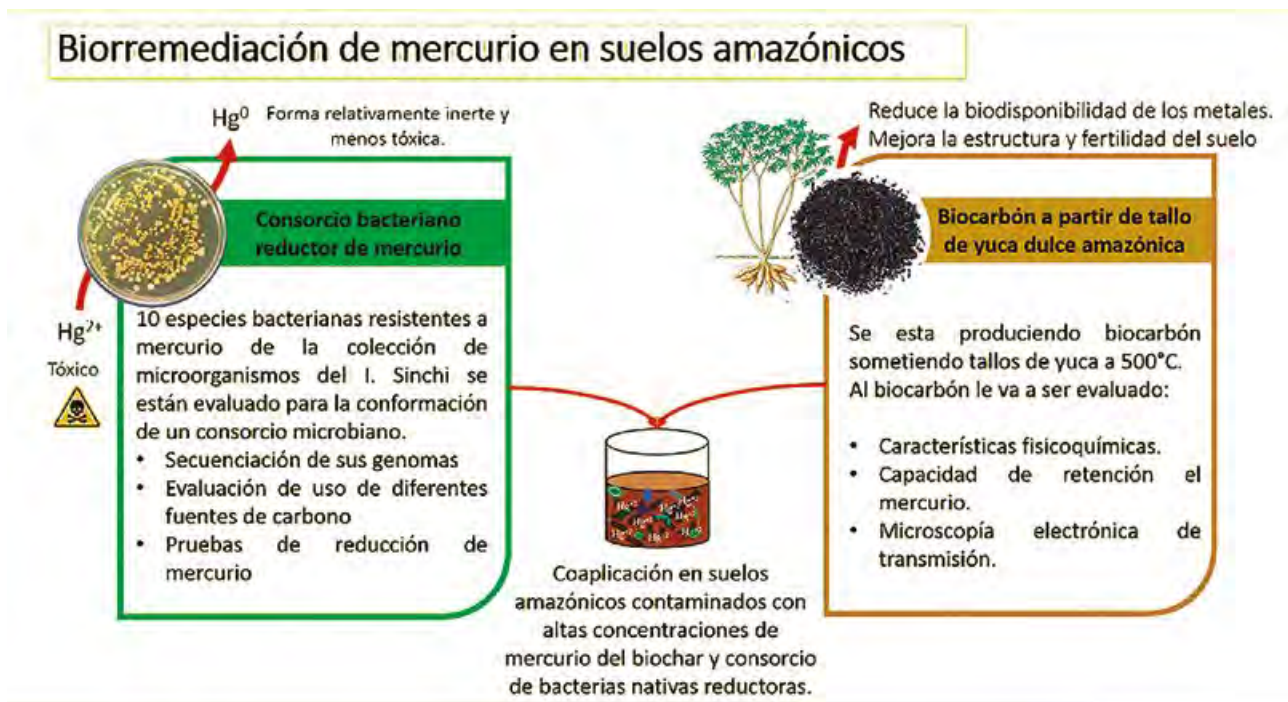 Biorremediación de mercurio en suelos amazónicos
Hg⁰
Forma relativamente inerte y
menos tóxica.
Consorcio bacteriano
reductor de mercurio
Hg²⁺
Tóxico
10 especies bacterianas resistentes a
mercurio de la colección de
microorganismos del I. Sinchi se
están evaluado para la conformación
de un consorcio microbiano.
• Secuenciación de sus genomas
• Evaluación de uso de diferentes
fuentes de carbono
• Pruebas de reducción de
mercurio
Reduce la biodisponibilidad de los metales.
Mejora la estructura y fertilidad del suelo
Biocarbón a partir de tallo
de yuca dulce amazónica
Se esta produciendo biocarbón
sometiendo tallos de yuca a 500°C.
Al biocarbón le va a ser evaluado:
• Características fisicoquímicas.
• Capacidad de retención el
mercurio.
• Microscopía electrónica de
transmisión.
Coaplicación en suelos
amazónicos contaminados con
altas concentraciones de
mercurio del biochar y consorcio
de bacterias nativas reductoras.